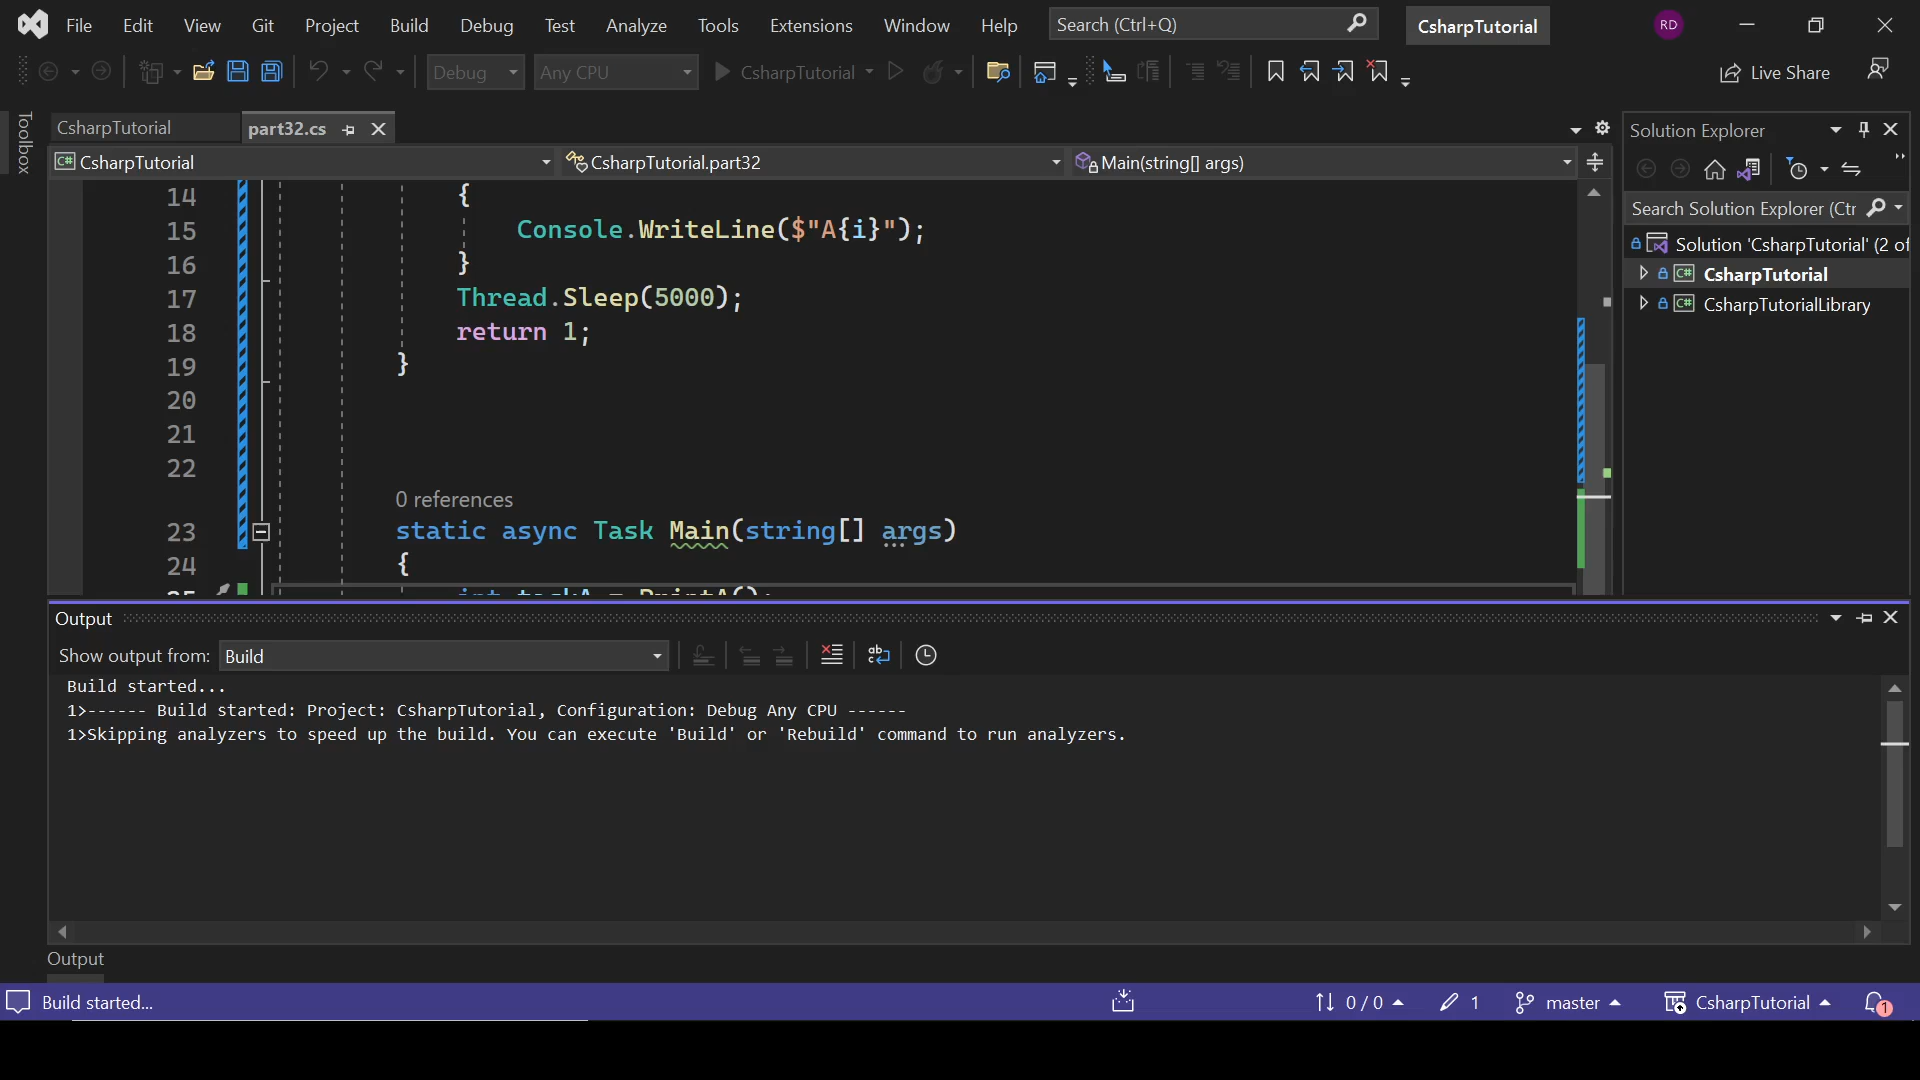 File Edit View Git Project Build Debug Test Analyze Tools Extensions Window Help Search (Ctrl+Q) CsharpTutorial RD
Debug Any CPU CsharpTutorial Live Share
Toolbox
CsharpTutorial part32.cs
CsharpTutorial CsharpTutorial.part32 Main(string[] args)
14 {
15 Console.WriteLine($"A{i}");
16 }
17 Thread.Sleep(5000);
18 return 1;
19 }
20
21
22
0 references
23 static async Task Main(string[] args)
24 {
25 int taskA = PrintA();
Solution Explorer
Search Solution Explorer (Ctr
Solution 'CsharpTutorial' (2 of
CsharpTutorial
CsharpTutorialLibrary
Output
Show output from: Build
Build started...
1>------ Build started: Project: CsharpTutorial, Configuration: Debug Any CPU ------
1>Skipping analyzers to speed up the build. You can execute 'Build' or 'Rebuild' command to run analyzers.
Output
Build started... 0 / 0 1 master CsharpTutorial 1